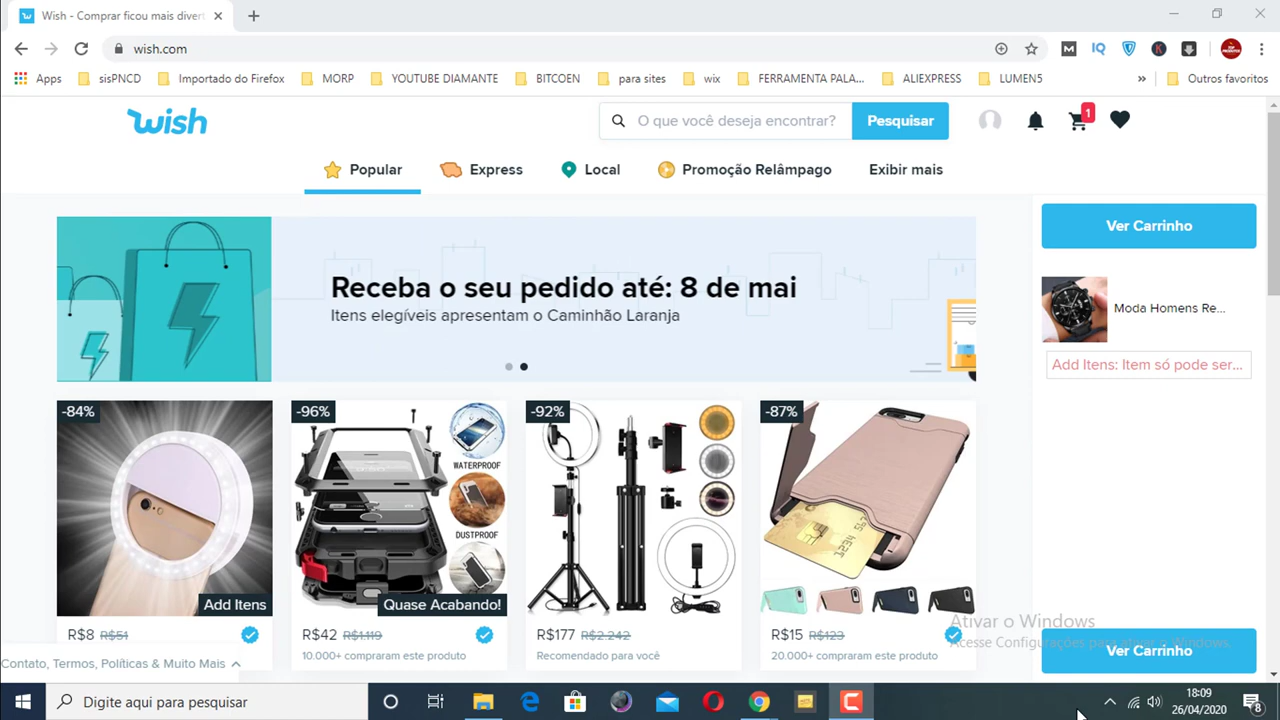 Wish - Comprar ficou mais divert
wish.com
Apps
sisPNCD
Importado do Firefox
MORP
YOUTUBE DIAMANTE
BITCOEN
para sites
wix
FERRAMENTA PALA...
ALIEXPRESS
LUMEN5
Outros favoritos
wish
O que você deseja encontrar?
Pesquisar
1
Popular
Express
Local
Promoção Relâmpago
Exibir mais
Receba o seu pedido até: 8 de mai
Itens elegíveis apresentam o Caminhão Laranja
Ver Carrinho
Moda Homens Re...
Add Itens: Item só pode ser...
-84%
Add Itens
R$8 R$51
-96%
WATERPROOF
DUSTPROOF
Quase Acabando!
R$42 R$1.119
10.000+ compraram este produto
-92%
R$177 R$2.242
Recomendado para você
-87%
R$15 R$123
20.000+ compraram este produto
Ativar o Windows
Acesse Configurações para ativar o Windows.
Ver Carrinho
Contato, Termos, Políticas & Muito Mais
Digite aqui para pesquisar
18:09
26/04/2020
8